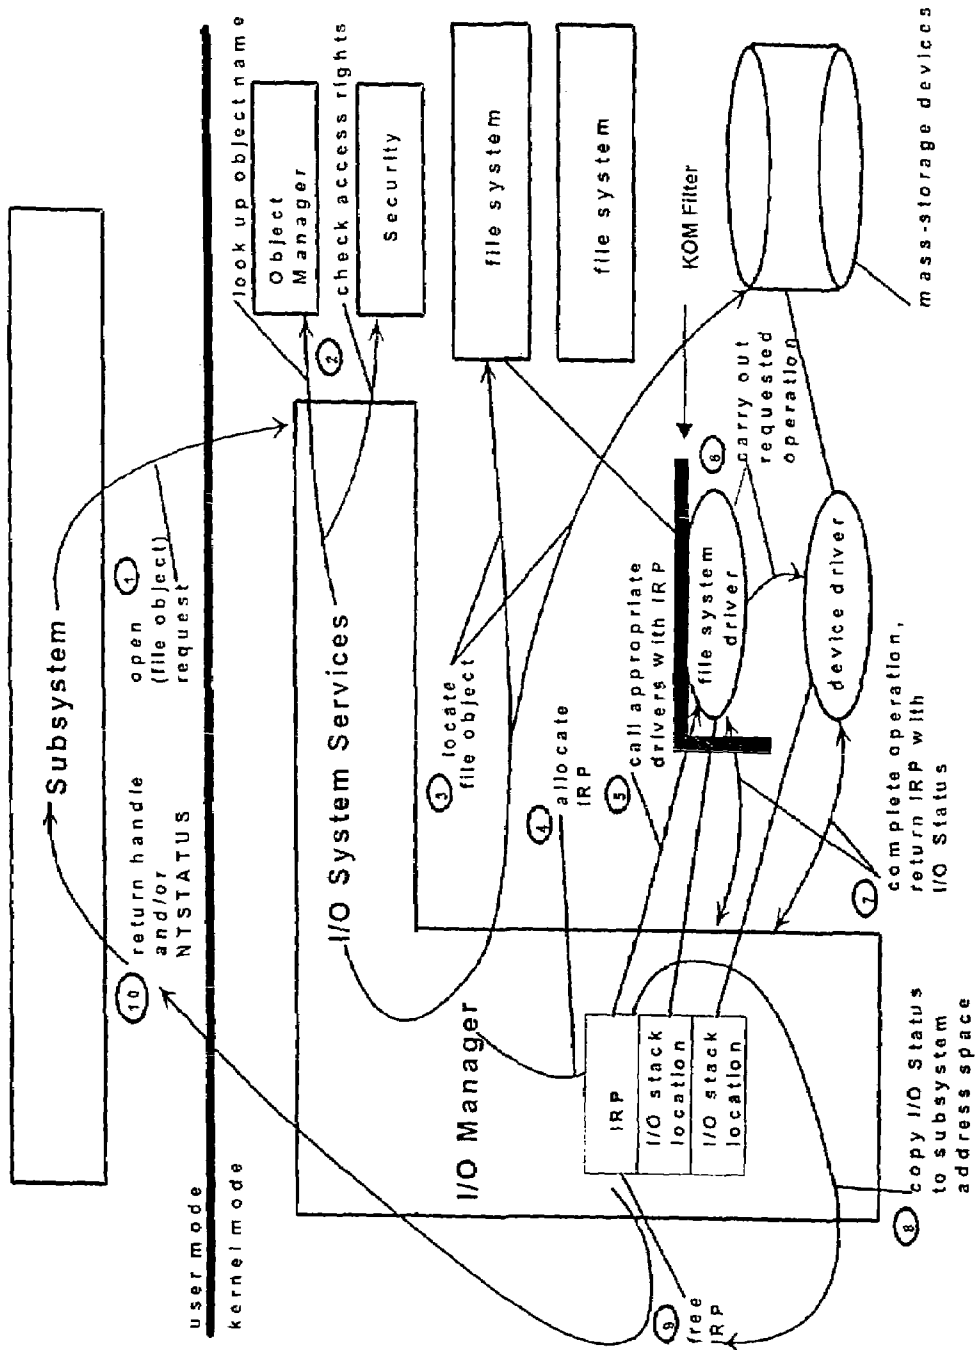 Subsystem
1
open
(file object)
request
10
return handle
and/or
NTSTATUS
user mode
kernel mode
look up object name
Object
Manager
2
check access rights
Security
I/O System Services
I/O Manager
3
locate
file object
file system
file system
4
allocate
IRP
5
call appropriate
drivers with IRP
KOM Filter
IRP
I/O stack
location
I/O stack
location
file system
driver
6
carry out
requested
operation
device driver
mass-storage devices
7
complete operation,
return IRP with
I/O Status
8
copy I/O Status
to subsystem
address space
9
free
IRP